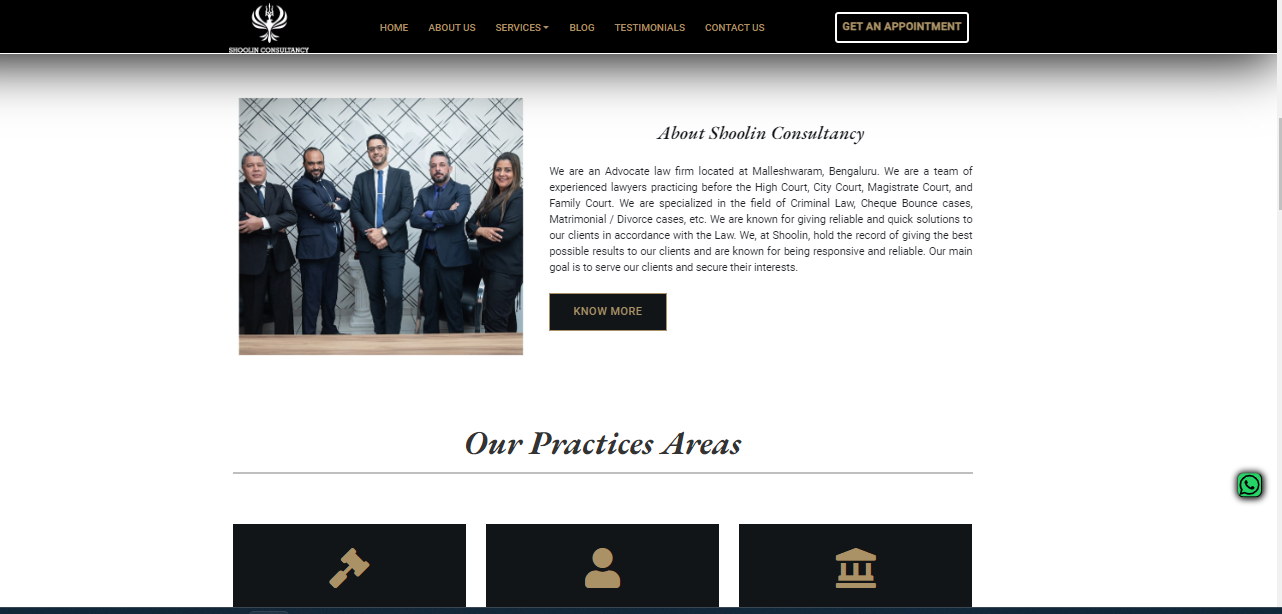 SHOOLIN CONSULTANCY
HOME ABOUT US SERVICES BLOG TESTIMONIALS CONTACT US
GET AN APPOINTMENT
About Shoolin Consultancy
We are an Advocate law firm located at Malleshwaram, Bengaluru. We are a team of
experienced lawyers practicing before the High Court, City Court, Magistrate Court, and
Family Court. We are specialized in the field of Criminal Law, Cheque Bounce cases,
Matrimonial / Divorce cases, etc. We are known for giving reliable and quick solutions to
our clients in accordance with the Law. We, at Shoolin, hold the record of giving the best
possible results to our clients and are known for being responsive and reliable. Our main
goal is to serve our clients and secure their interests.
KNOW MORE
Our Practices Areas